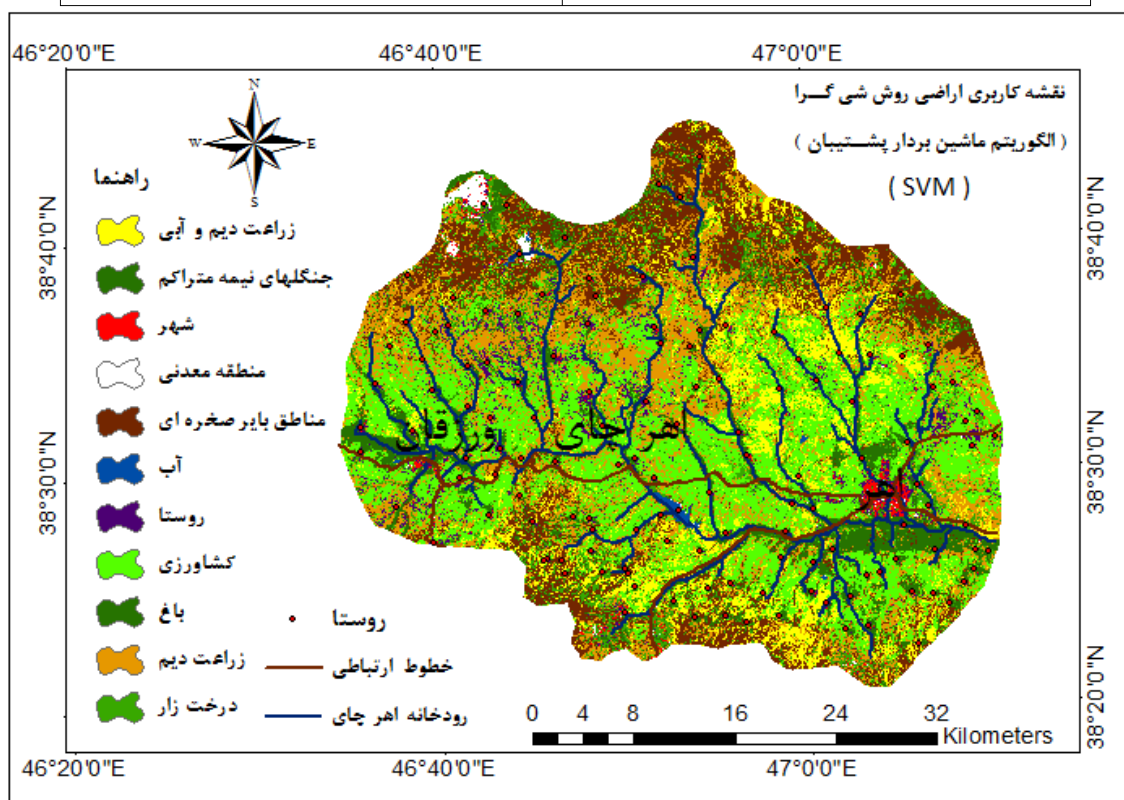 46°20'0"E 46°40'0"E 47°0'0"E
نقشه کاربری اراضی روش شی گـــرا
( الگوریتم ماشین بردار پشـــتیبان )
( SVM )
N
W E
S
راهنما
زراعت دیم و آبی
جنگلهای نیمه متراکم
شهر
منطقه معدنی
مناطق بایر صخره ای
آب
روستا
کشاورزی
باغ
زراعت دیم
درخت زار
روستا
خطوط ارتباطی
رودخانه اهر چای
38°40'0"N
38°30'0"N
38°40'0"N
38°30'0"N
38°20'0"N
ورزقان
اهر چای
اهر
0 4 8 16 24 32
Kilometers
46°20'0"E 46°40'0"E 47°0'0"E